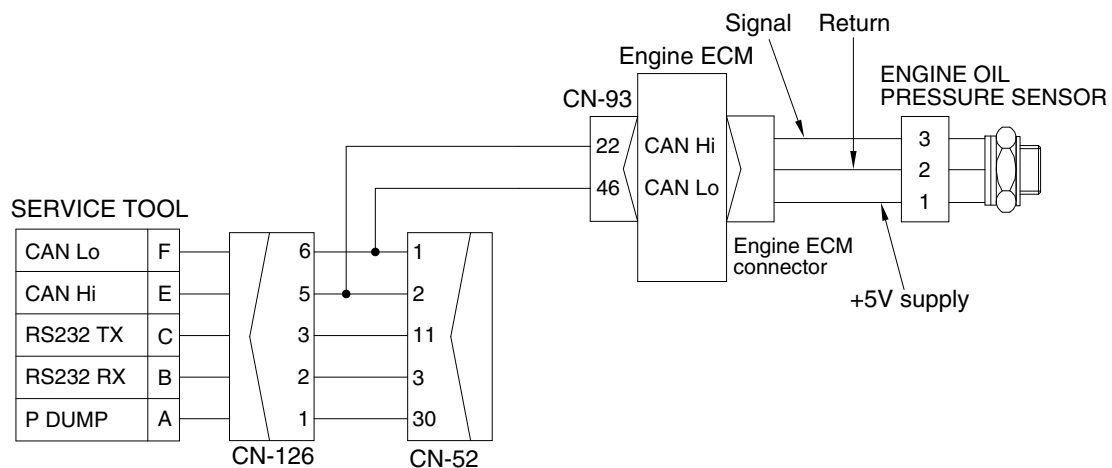 Signal Return
Engine ECM
ENGINE OIL
PRESSURE SENSOR
CN-93
22 CAN Hi 3
46 CAN Lo 2
1
Engine ECM
connector
+5V supply
SERVICE TOOL
CAN Lo F 6 1
CAN Hi E 5 2
RS232 TX C 3 11
RS232 RX B 2 3
P DUMP A 1 30
CN-126 CN-52